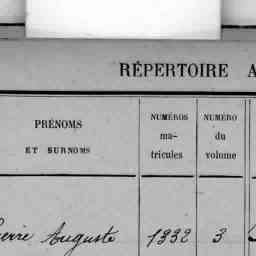 RÉPERTOIRE A
PRÉNOMS
ET SURNOMS
NUMÉROS
ma-
tricules
NUMÉRO
du
volume
Pierre Auguste 1332 3